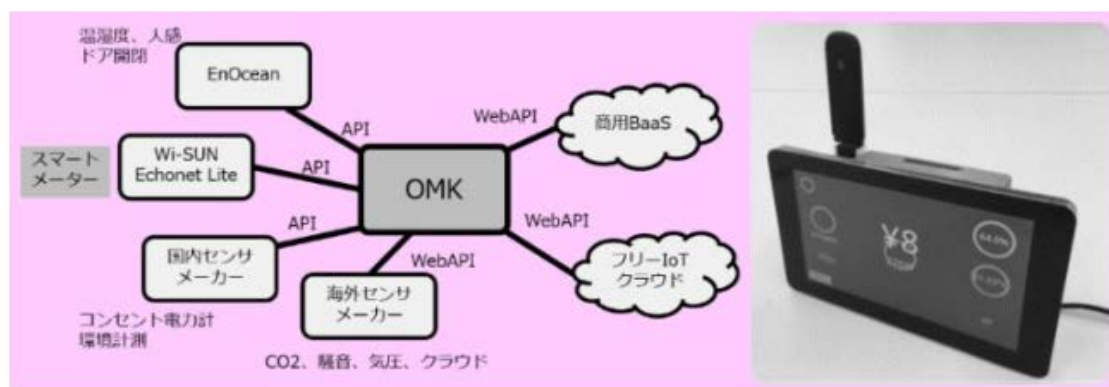 温湿度、人感
ドア開閉
EnOcean
API
WebAPI
商用BaaS
スマート
メーター
Wi-SUN
Echonet Lite
API
OMK
API
WebAPI
国内センサ
メーカー
WebAPI
フリーIoT
クラウド
海外センサ
メーカー
コンセント電力計
環境計測
CO2、騒音、気圧、クラウド
¥8
64.0%